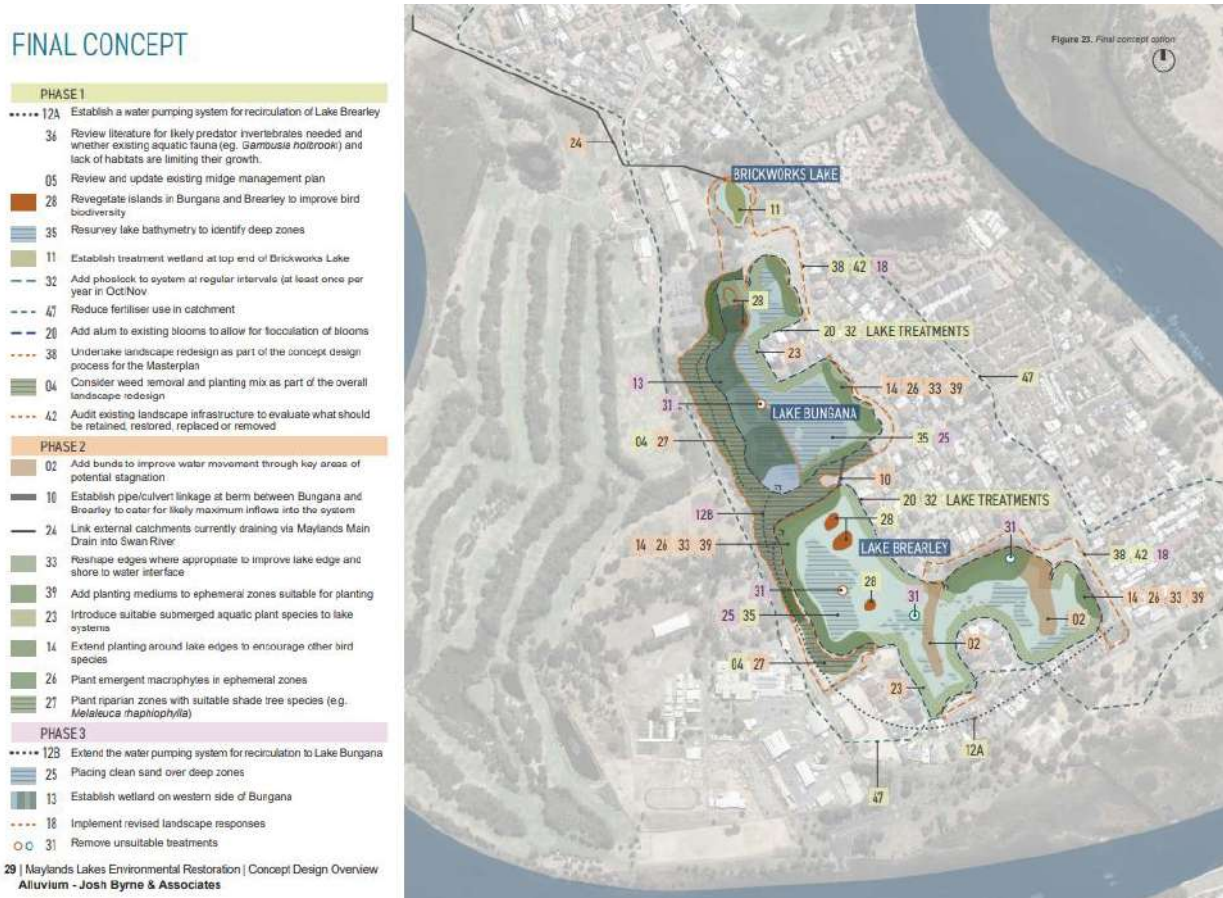 FINAL CONCEPT
PHASE 1
12A Establish a water pumping system for recirculation of Lake Brearley
36 Review literature for likely predator invertebrates needed and
whether existing aquatic fauna (eg. Gambusia holbrooki) and
lack of habitats are limiting their growth.
05 Review and update existing midge management plan
28 Revegetate islands in Bungana and Brearley to improve bird
biodiversity
35 Resurvey lake bathymetry to identify deep zones
11 Establish treatment wetland at top end of Brickworks Lake
32 Add phoslock to system at regular intervals (at least once per
year in Oct/Nov
47 Reduce fertiliser use in catchment
20 Add alum to existing blooms to allow for flocculation of blooms
38 Undertake landscape redesign as part of the concept design
process for the Masterplan
04 Consider weed removal and planting mix as part of the overall
landscape redesign
42 Audit existing landscape infrastructure to evaluate what should
be retained, restored, replaced or removed
PHASE 2
02 Add bunds to improve water movement through key areas of
potential stagnation
10 Establish pipe/culvert linkage at berm between Bungana and
Brearley to cater for likely maximum inflows into the system
24 Link external catchments currently draining via Maylands Main
Drain into Swan River
33 Reshape edges where appropriate to improve lake edge and
shore to water interface
39 Add planting mediums to ephemeral zones suitable for planting
23 Introduce suitable submerged aquatic plant species to lake
systems
14 Extend planting around lake edges to encourage other bird
species
26 Plant emergent macrophytes in ephemeral zones
27 Plant riparian zones with suitable shade tree species (e.g.
Melaleuca rhaphiophylla)
PHASE 3
12B Extend the water pumping system for recirculation to Lake Bungana
25 Placing clean sand over deep zones
13 Establish wetland on western side of Bungana
18 Implement revised landscape responses
31 Remove unsuitable treatments
29 | Maylands Lakes Environmental Restoration | Concept Design Overview
Alluvium - Josh Byrne & Associates
Figure 23. Final concept option
24
BRICKWORKS LAKE
11
38 42 18
28
20 32 LAKE TREATMENTS
23
13
47
14 26 33 39
31
LAKE BUNGANA
04 27
35 25
10
20 32 LAKE TREATMENTS
12B
28
31
14 26 33 39
LAKE BREARLEY
38 42 18
31
28
31
14 26 33 39
25 35
02
02
04 27
23
12A
47